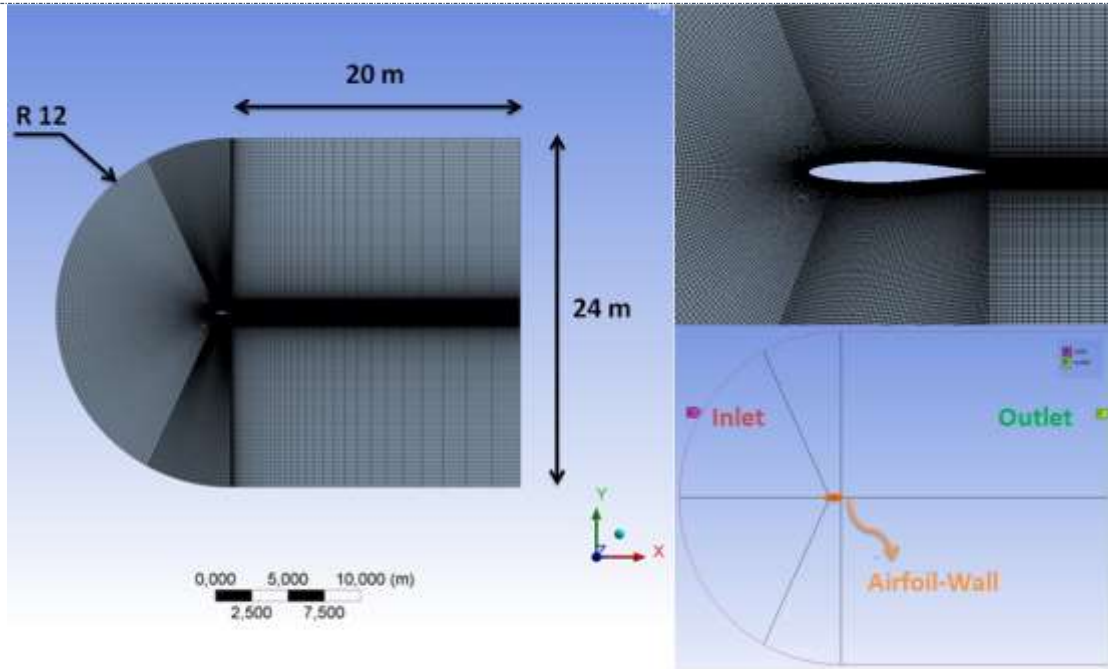 20 m
R 12
24 m
Y
Z
X
0,000 5,000 10,000 (m)
2,500 7,500
Inlet
Outlet
Airfoil-Wall